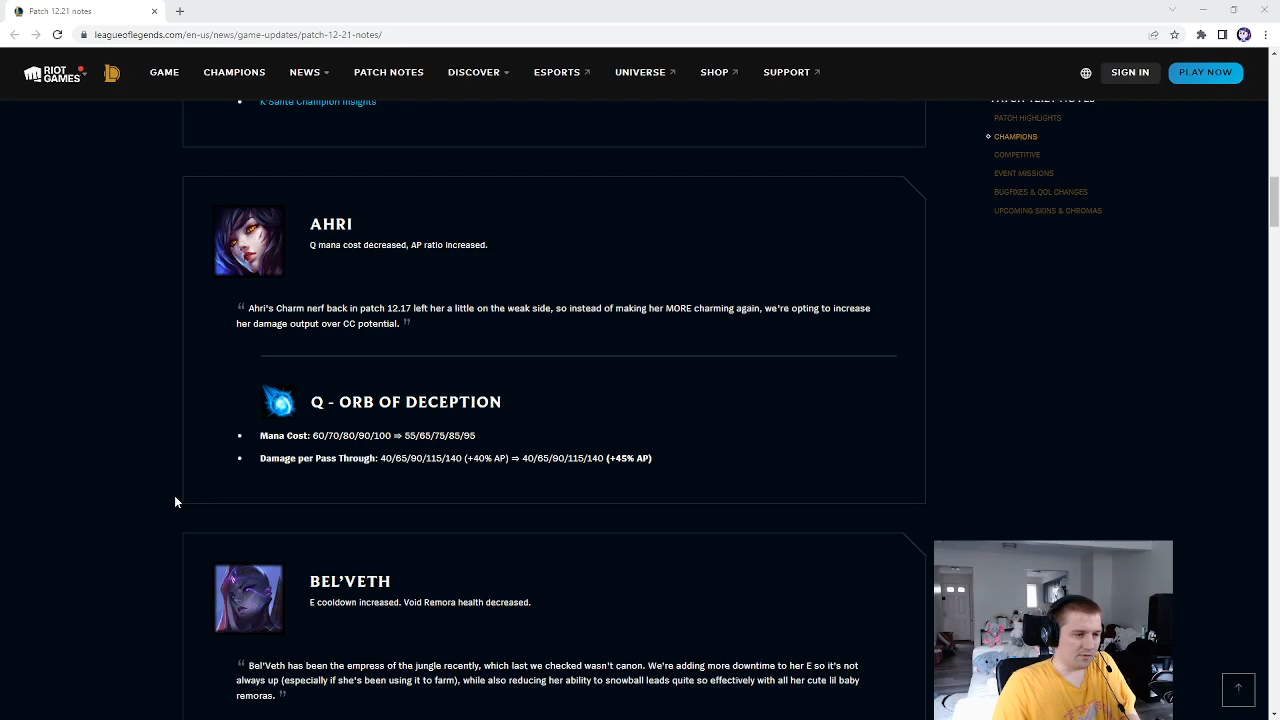 Patch 12.21 notes
leagueoflegends.com/en-us/news/game-updates/patch-12-21-notes/
RIOT GAMES
GAME
CHAMPIONS
NEWS
PATCH NOTES
DISCOVER
ESPORTS
UNIVERSE
SHOP
SUPPORT
SIGN IN
PLAY NOW
• K'Sante Champion Insights
PATCH 12.21 NOTES
PATCH HIGHLIGHTS
CHAMPIONS
COMPETITIVE
EVENT MISSIONS
BUGFIXES & QOL CHANGES
UPCOMING SKINS & CHROMAS
AHRI
Q mana cost decreased, AP ratio increased.
“ Ahri's Charm nerf back in patch 12.17 left her a little on the weak side, so instead of making her MORE charming again, we're opting to increase
her damage output over CC potential. ”
Q - ORB OF DECEPTION
• Mana Cost: 60/70/80/90/100 ⇒ 55/65/75/85/95
• Damage per Pass Through: 40/65/90/115/140 (+40% AP) ⇒ 40/65/90/115/140 (+45% AP)
BEL'VETH
E cooldown increased. Void Remora health decreased.
“ Bel'Veth has been the empress of the jungle recently, which last we checked wasn't canon. We're adding more downtime to her E so it's not
always up (especially if she's been using it to farm), while also reducing her ability to snowball leads quite so effectively with all her cute lil baby
remoras. ”